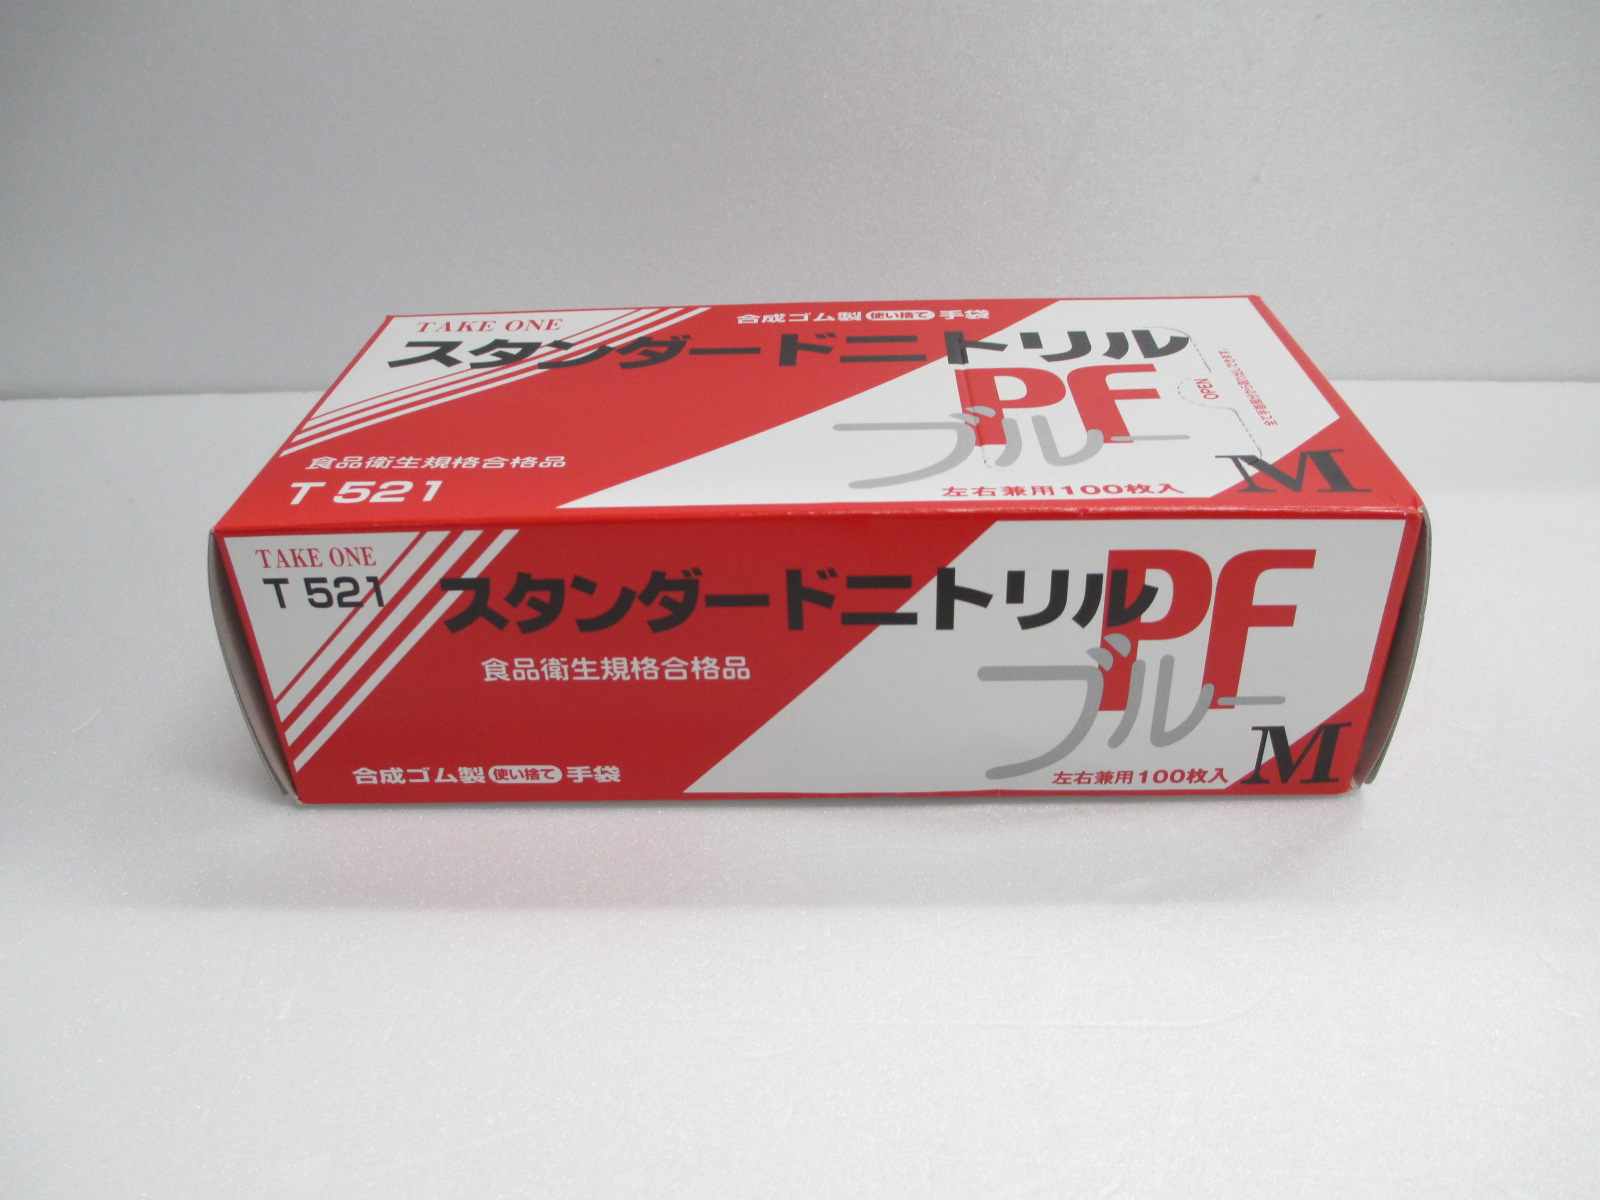 TAKE ONE
合成ゴム製 使い捨て 手袋
スタンダードニトリル
PF
ブルー
OPEN
食品衛生規格合格品
T 521
左右兼用100枚入
M
TAKE ONE
T 521
スタンダードニトリル
PF
ブルー
食品衛生規格合格品
合成ゴム製 使い捨て 手袋
左右兼用100枚入
M